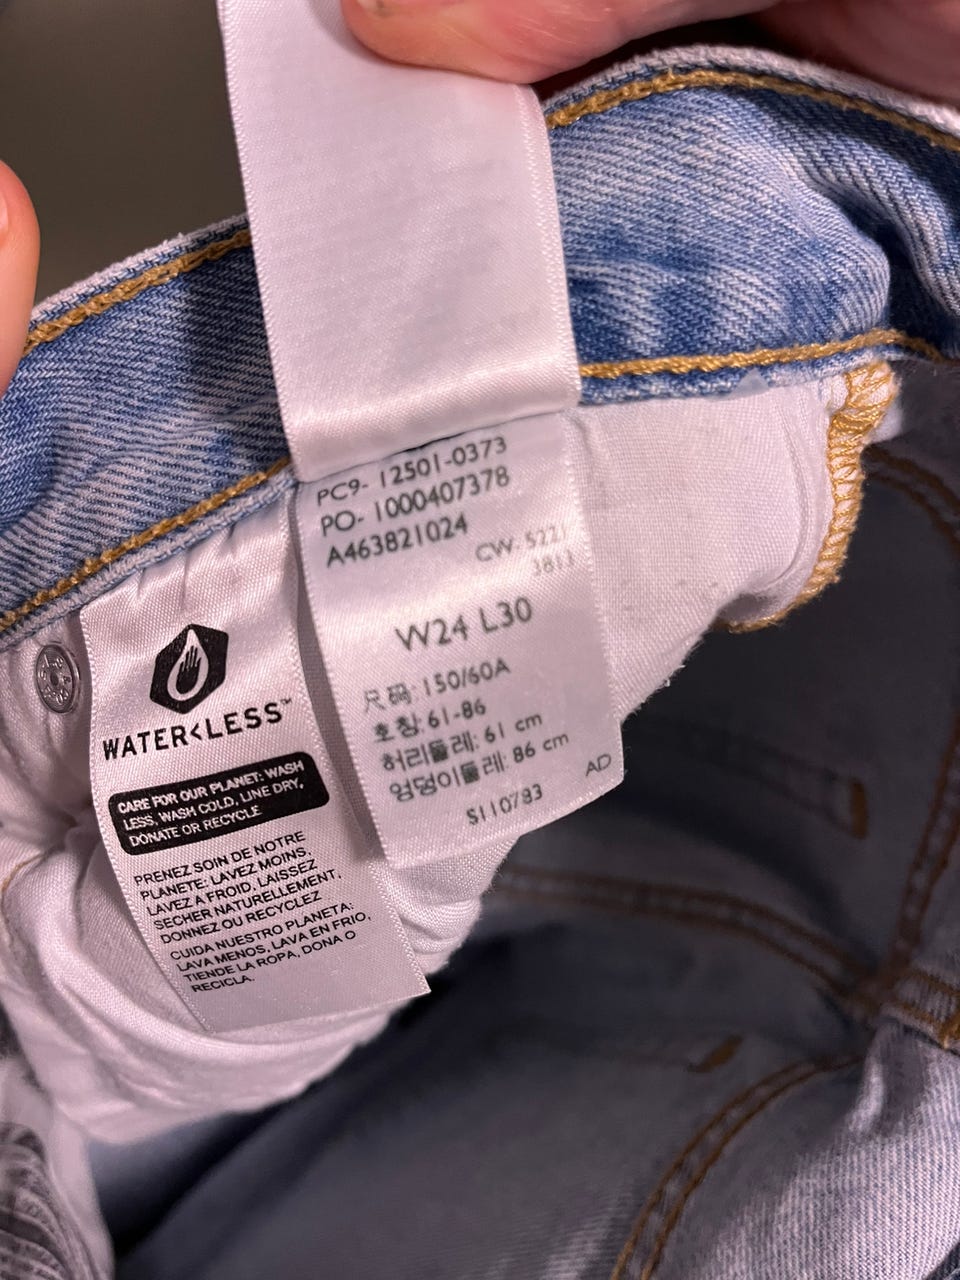 PC9- 12501-0373
PO- 1000407378
A463821024
CW- 5221
3813
W24 L30
尺码: 150/60A
호칭: 61-86
허리둘레: 61 cm
엉덩이둘레: 86 cm
AD
S110783
WATER<LESS™
CARE FOR OUR PLANET: WASH
LESS, WASH COLD, LINE DRY,
DONATE OR RECYCLE
PRENEZ SOIN DE NOTRE
PLANETE: LAVEZ MOINS,
LAVEZ A FROID, LAISSEZ
SECHER NATURELLEMENT,
DONNEZ OU RECYCLEZ
CUIDA NUESTRO PLANETA:
LAVA MENOS, LAVA EN FRIO,
TIENDE LA ROPA, DONA O
RECICLA.